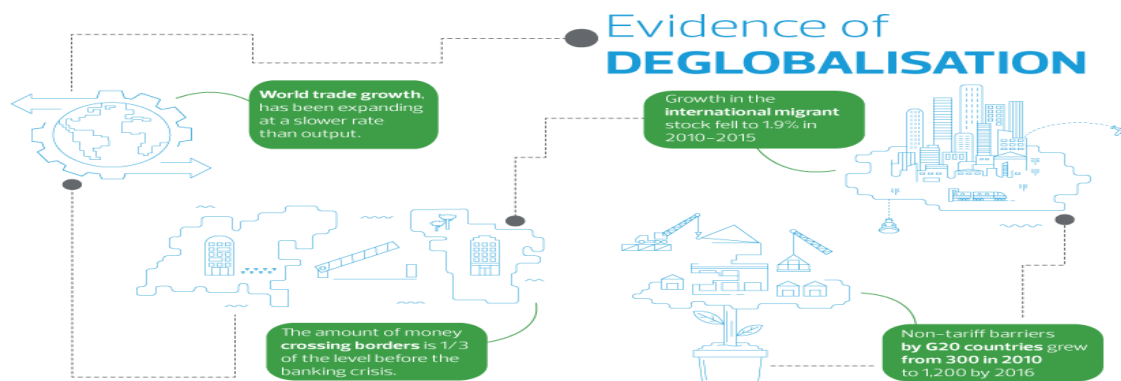 Evidence of
DEGLOBALISATION
World trade growth.
has been expanding
at a slower rate
than output.
Growth in the
international migrant
stock fell to 1.9% in
2010-2015
The amount of money
crossing borders is 1/3
of the level before the
banking crisis.
Non-tariff barriers
by G20 countries grew
from 300 in 2010
to 1,200 by 2016